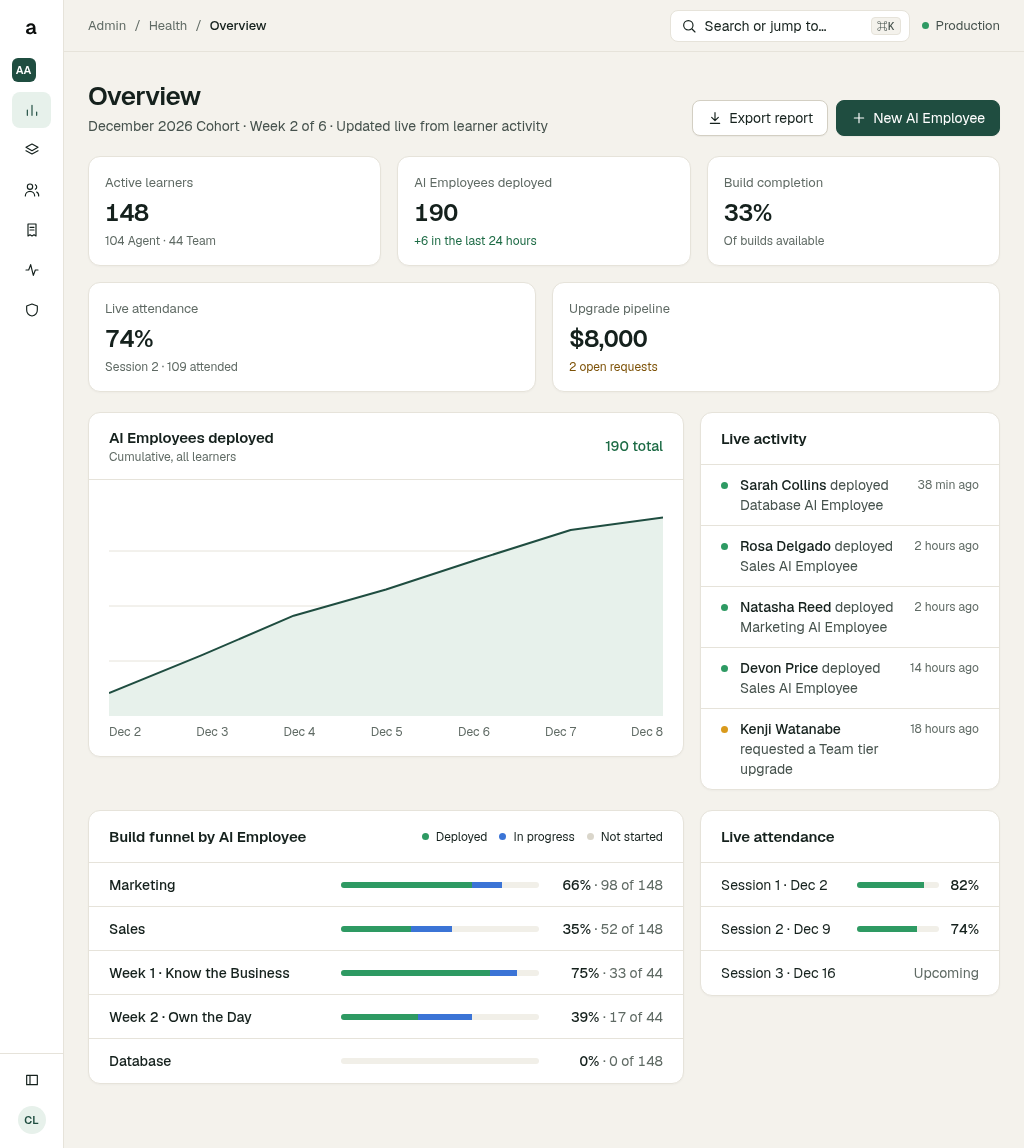 a
Admin / Health / Overview
Search or jump to...
⌘K
Production
AA
Overview
December 2026 Cohort · Week 2 of 6 · Updated live from learner activity
Export report
New AI Employee
Active learners
148
104 Agent · 44 Team
AI Employees deployed
190
+6 in the last 24 hours
Build completion
33%
Of builds available
Live attendance
74%
Session 2 · 109 attended
Upgrade pipeline
$8,000
2 open requests
AI Employees deployed
Cumulative, all learners
190 total
Dec 2 Dec 3 Dec 4 Dec 5 Dec 6 Dec 7 Dec 8
Live activity
Sarah Collins deployed 38 min ago
Database AI Employee
Rosa Delgado deployed 2 hours ago
Sales AI Employee
Natasha Reed deployed 2 hours ago
Marketing AI Employee
Devon Price deployed 14 hours ago
Sales AI Employee
Kenji Watanabe 18 hours ago
requested a Team tier
upgrade
Build funnel by AI Employee
Deployed In progress Not started
Marketing 66% · 98 of 148
Sales 35% · 52 of 148
Week 1 · Know the Business 75% · 33 of 44
Week 2 · Own the Day 39% · 17 of 44
Database 0% · 0 of 148
Live attendance
Session 1 · Dec 2 82%
Session 2 · Dec 9 74%
Session 3 · Dec 16 Upcoming
CL